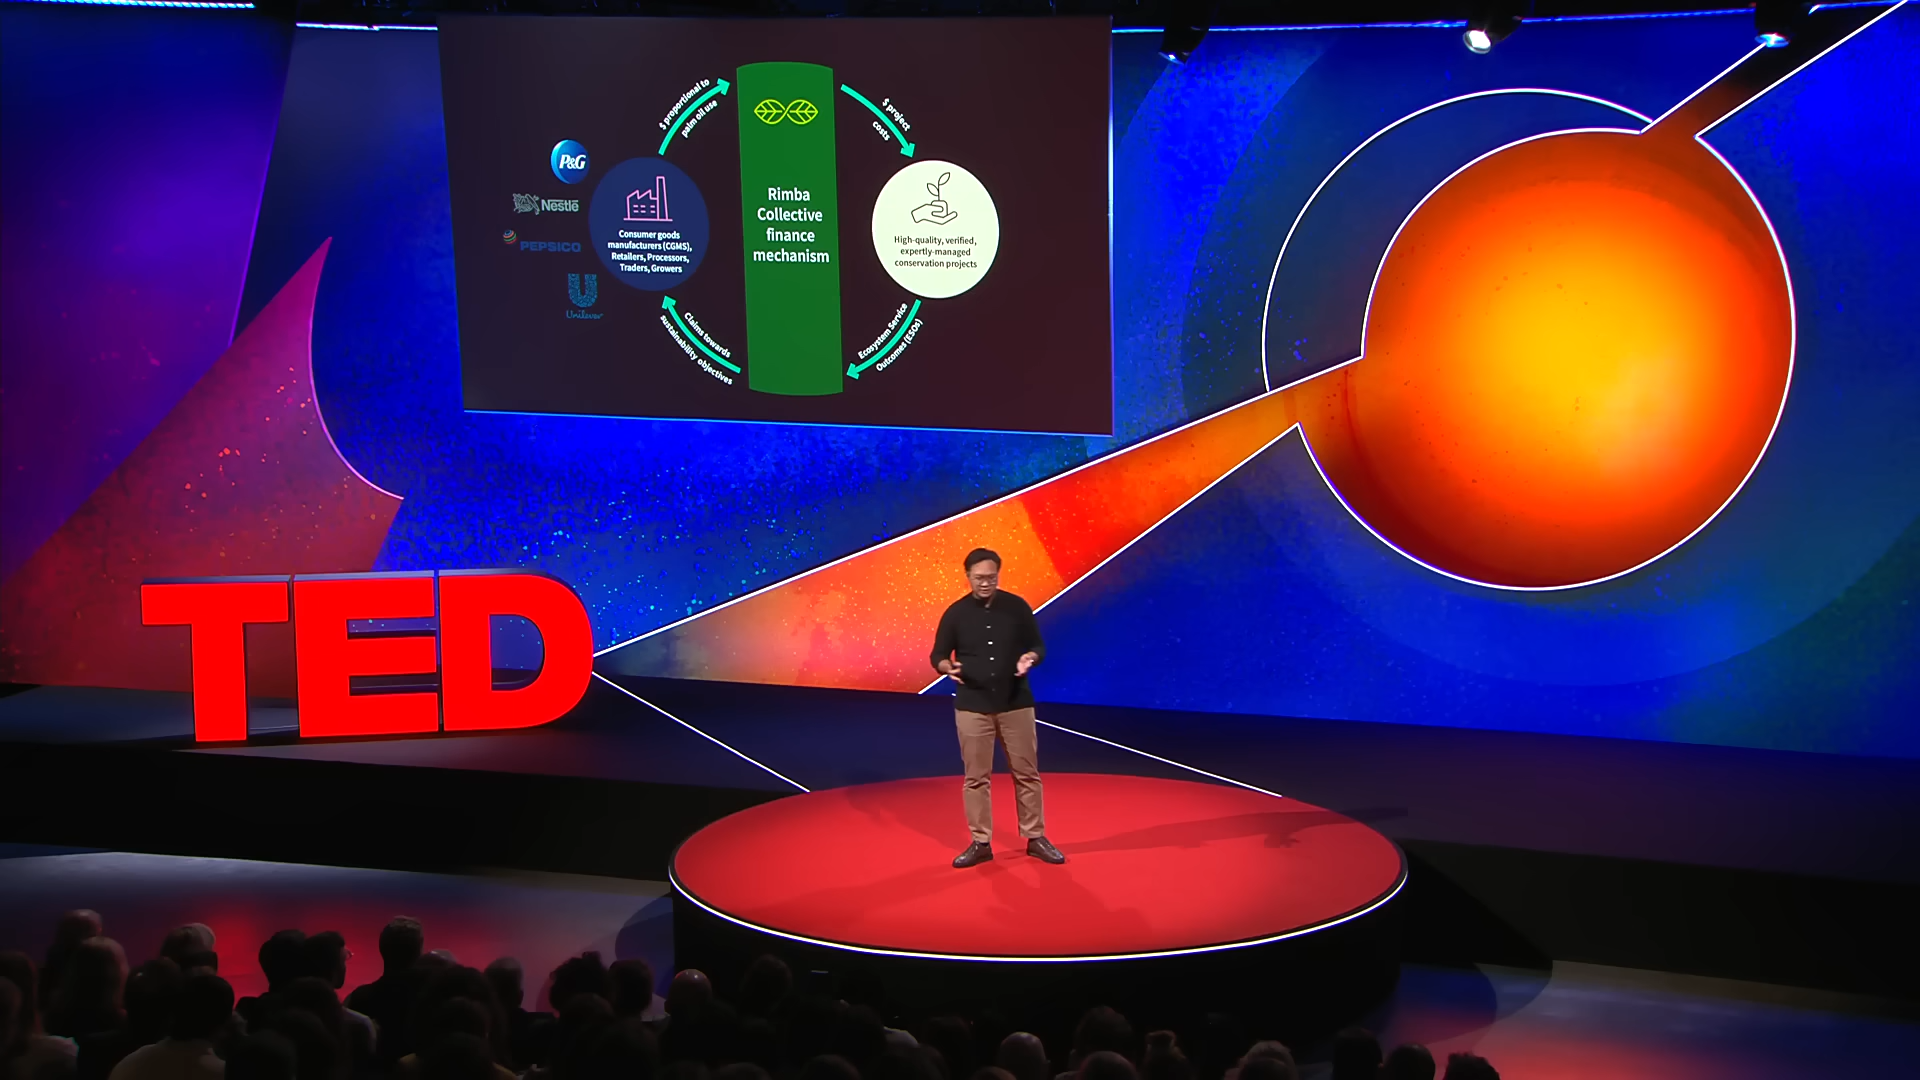 $ proportional to
palm oil use
$ project
costs
P&G
Nestlé
PEPSICO
Unilever
Consumer goods
manufacturers (CGMS),
Retailers, Processors,
Traders, Growers
Rimba
Collective
finance
mechanism
High-quality, verified,
expertly-managed
conservation projects
Claims towards
sustainability objectives
Ecosystem Service
Outcomes (ESOs)
TED